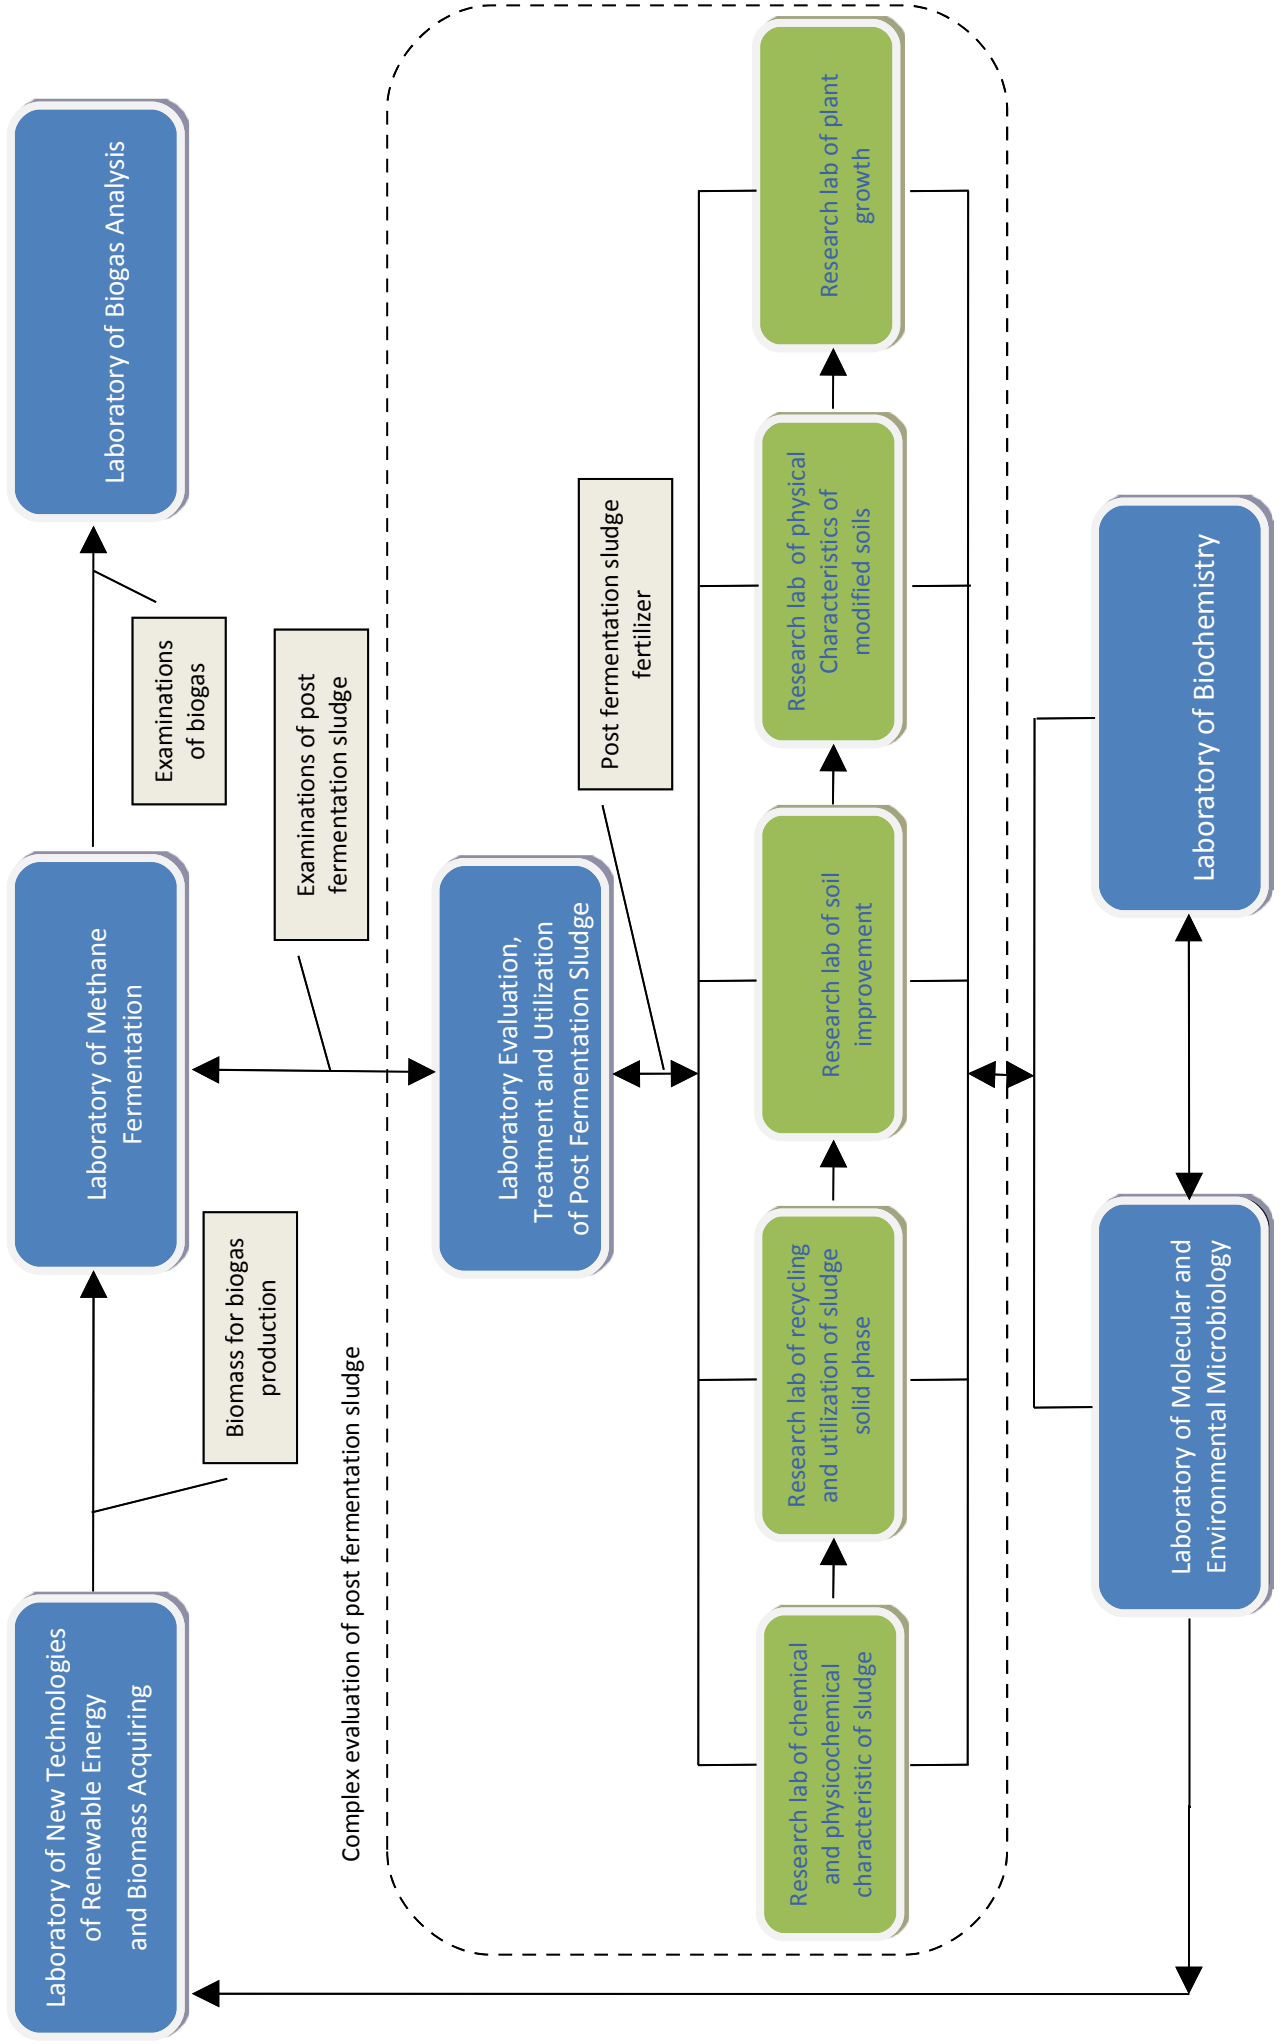 Laboratory of New Technologies
of Renewable Energy
and Biomass Acquiring
Biomass for biogas
production
Laboratory of Methane
Fermentation
Examinations
of biogas
Laboratory of Biogas Analysis
Examinations of post
fermentation sludge
Complex evaluation of post fermentation sludge
Laboratory Evaluation,
Treatment and Utilization
of Post Fermentation Sludge
Post fermentation sludge
fertilizer
Research lab of chemical
and physicochemical
characteristic of sludge
Research lab of recycling
and utilization of sludge
solid phase
Research lab of soil
improvement
Research lab of physical
Characteristics of
modified soils
Research lab of plant
growth
Laboratory of Molecular and
Environmental Microbiology
Laboratory of Biochemistry